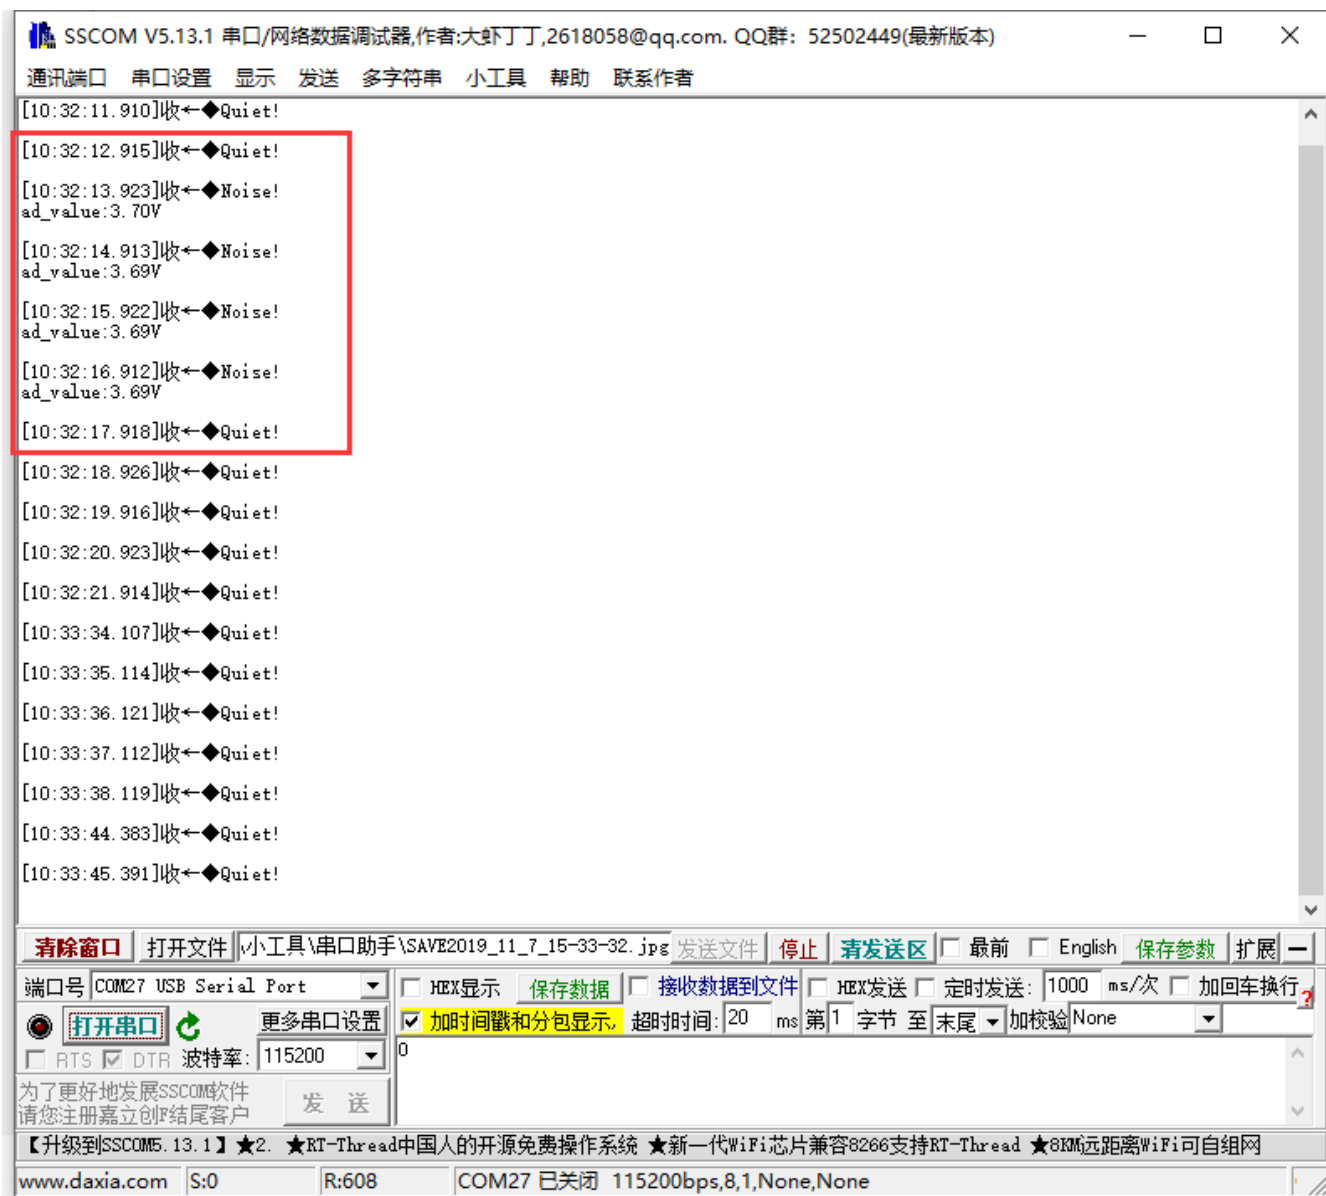 SSCOM V5.13.1 串口/网络数据调试器,作者:大虾丁丁,2618058@qq.com. QQ群: 52502449(最新版本)
通讯端口 串口设置 显示 发送 多字符串 小工具 帮助 联系作者
[10:32:11.910]收←◆Quiet!
[10:32:12.915]收←◆Quiet!
[10:32:13.923]收←◆Noise!
ad_value:3.70V
[10:32:14.913]收←◆Noise!
ad_value:3.69V
[10:32:15.922]收←◆Noise!
ad_value:3.69V
[10:32:16.912]收←◆Noise!
ad_value:3.69V
[10:32:17.918]收←◆Quiet!
[10:32:18.926]收←◆Quiet!
[10:32:19.916]收←◆Quiet!
[10:32:20.923]收←◆Quiet!
[10:32:21.914]收←◆Quiet!
[10:33:34.107]收←◆Quiet!
[10:33:35.114]收←◆Quiet!
[10:33:36.121]收←◆Quiet!
[10:33:37.112]收←◆Quiet!
[10:33:38.119]收←◆Quiet!
[10:33:44.383]收←◆Quiet!
[10:33:45.391]收←◆Quiet!
清除窗口 打开文件 \小工具\串口助手\SAVE2019_11_7_15-33-32.jpg 发送文件 停止 清发送区 最前 English 保存参数 扩展 —
端口号 COM27 USB Serial Port HEX显示 保存数据 接收数据到文件 HEX发送 定时发送: 1000 ms/次 加回车换行
打开串口 更多串口设置 加时间戳和分包显示, 超时时间: 20 ms 第1 字节 至 末尾 加校验 None ?
RTS DTR 波特率: 115200 0
为了更好地发展SSCOM软件
请您注册嘉立创F结尾客户 发 送
【升级到SSCOM5.13.1】★2. ★RT-Thread中国人的开源免费操作系统 ★新一代WiFi芯片兼容8266支持RT-Thread ★8KM远距离WiFi可自组网
www.daxia.com S:0 R:608 COM27 已关闭 115200bps,8,1,None,None